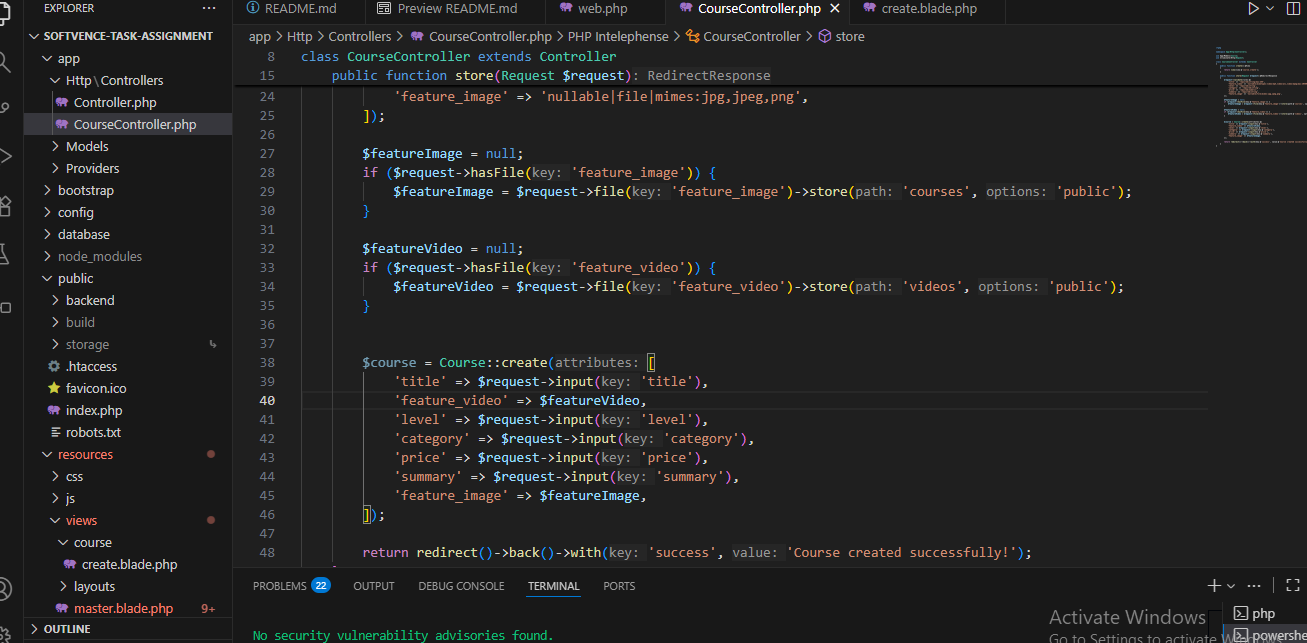 EXPLORER ...
README.md
Preview README.md
web.php
CourseController.php
create.blade.php
SOFTVENCE-TASK-ASSIGNMENT
app
Http\Controllers
Controller.php
CourseController.php
Models
Providers
bootstrap
config
database
node_modules
public
backend
build
storage
.htaccess
favicon.ico
index.php
robots.txt
resources
css
js
views
course
create.blade.php
layouts
master.blade.php 9+
OUTLINE
app > Http > Controllers > CourseController.php > PHP Intelephense > CourseController > store
8 class CourseController extends Controller
15 public function store(Request $request): RedirectResponse
24 'feature_image' => 'nullable|file|mimes:jpg,jpeg,png',
25 ]);
26
27 $featureImage = null;
28 if ($request->hasFile(key: 'feature_image')) {
29 $featureImage = $request->file(key: 'feature_image')->store(path: 'courses', options: 'public');
30 }
31
32 $featureVideo = null;
33 if ($request->hasFile(key: 'feature_video')) {
34 $featureVideo = $request->file(key: 'feature_video')->store(path: 'videos', options: 'public');
35 }
36
37
38 $course = Course::create(attributes: [
39 'title' => $request->input(key: 'title'),
40 'feature_video' => $featureVideo,
41 'level' => $request->input(key: 'level'),
42 'category' => $request->input(key: 'category'),
43 'price' => $request->input(key: 'price'),
44 'summary' => $request->input(key: 'summary'),
45 'feature_image' => $featureImage,
46 ]);
47
48 return redirect()->back()->with(key: 'success', value: 'Course created successfully!');
PROBLEMS 22 OUTPUT DEBUG CONSOLE TERMINAL PORTS
No security vulnerability advisories found.
php
powershe
Activate Windows
Go to Settings to activate